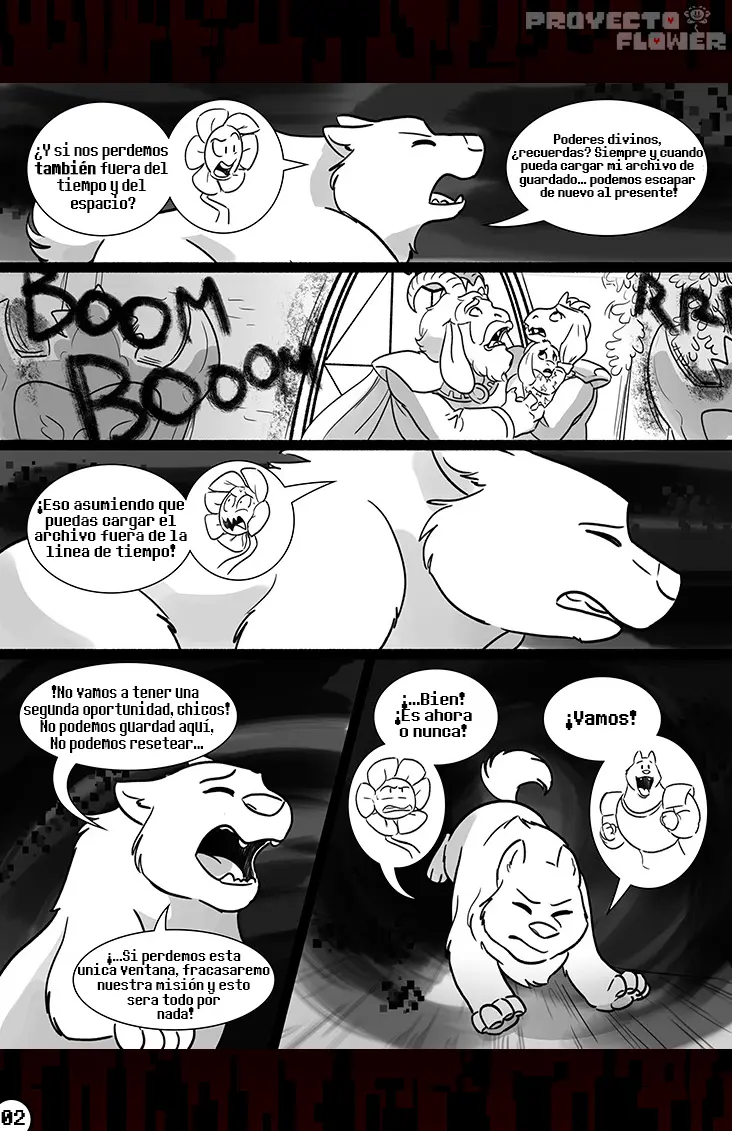 PROYECTO
FLOWER
¿Y si nos perdemos
también fuera del
tiempo y del
espacio?
Poderes divinos,
¿recuerdas? Siempre y cuando
pueda cargar mi archivo de
guardado... podemos escapar
de nuevo al presente!
BOOM
BOOOM
RRR
¡Eso asumiendo que
puedas cargar el
archivo fuera de la
linea de tiempo!
!No vamos a tener una
segunda oportunidad, chicos!
No podemos guardad aquí,
No podemos resetear...
¡...Si perdemos esta
unica ventana, fracasaremo
nuestra misión y esto
sera todo por
nada!
¡...Bien!
¡Es ahora
o nunca!
¡Vamos!
02